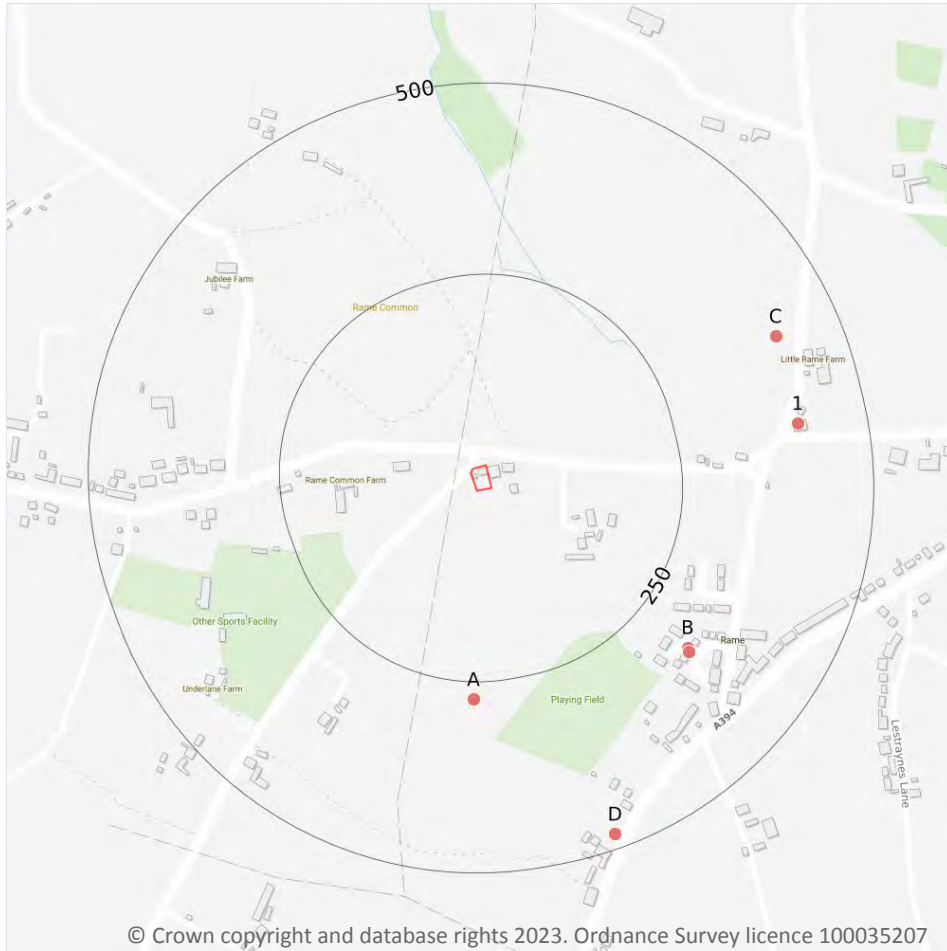 500
Jubilee Farm
Rame Common
C
Little Rame Farm
1
Rame Common Farm
250
Other Sports Facility
B
Rame
A
Underlane Farm
Playing Field
A394
Lestraynes Lane
D
© Crown copyright and database rights 2023. Ordnance Survey licence 100035207